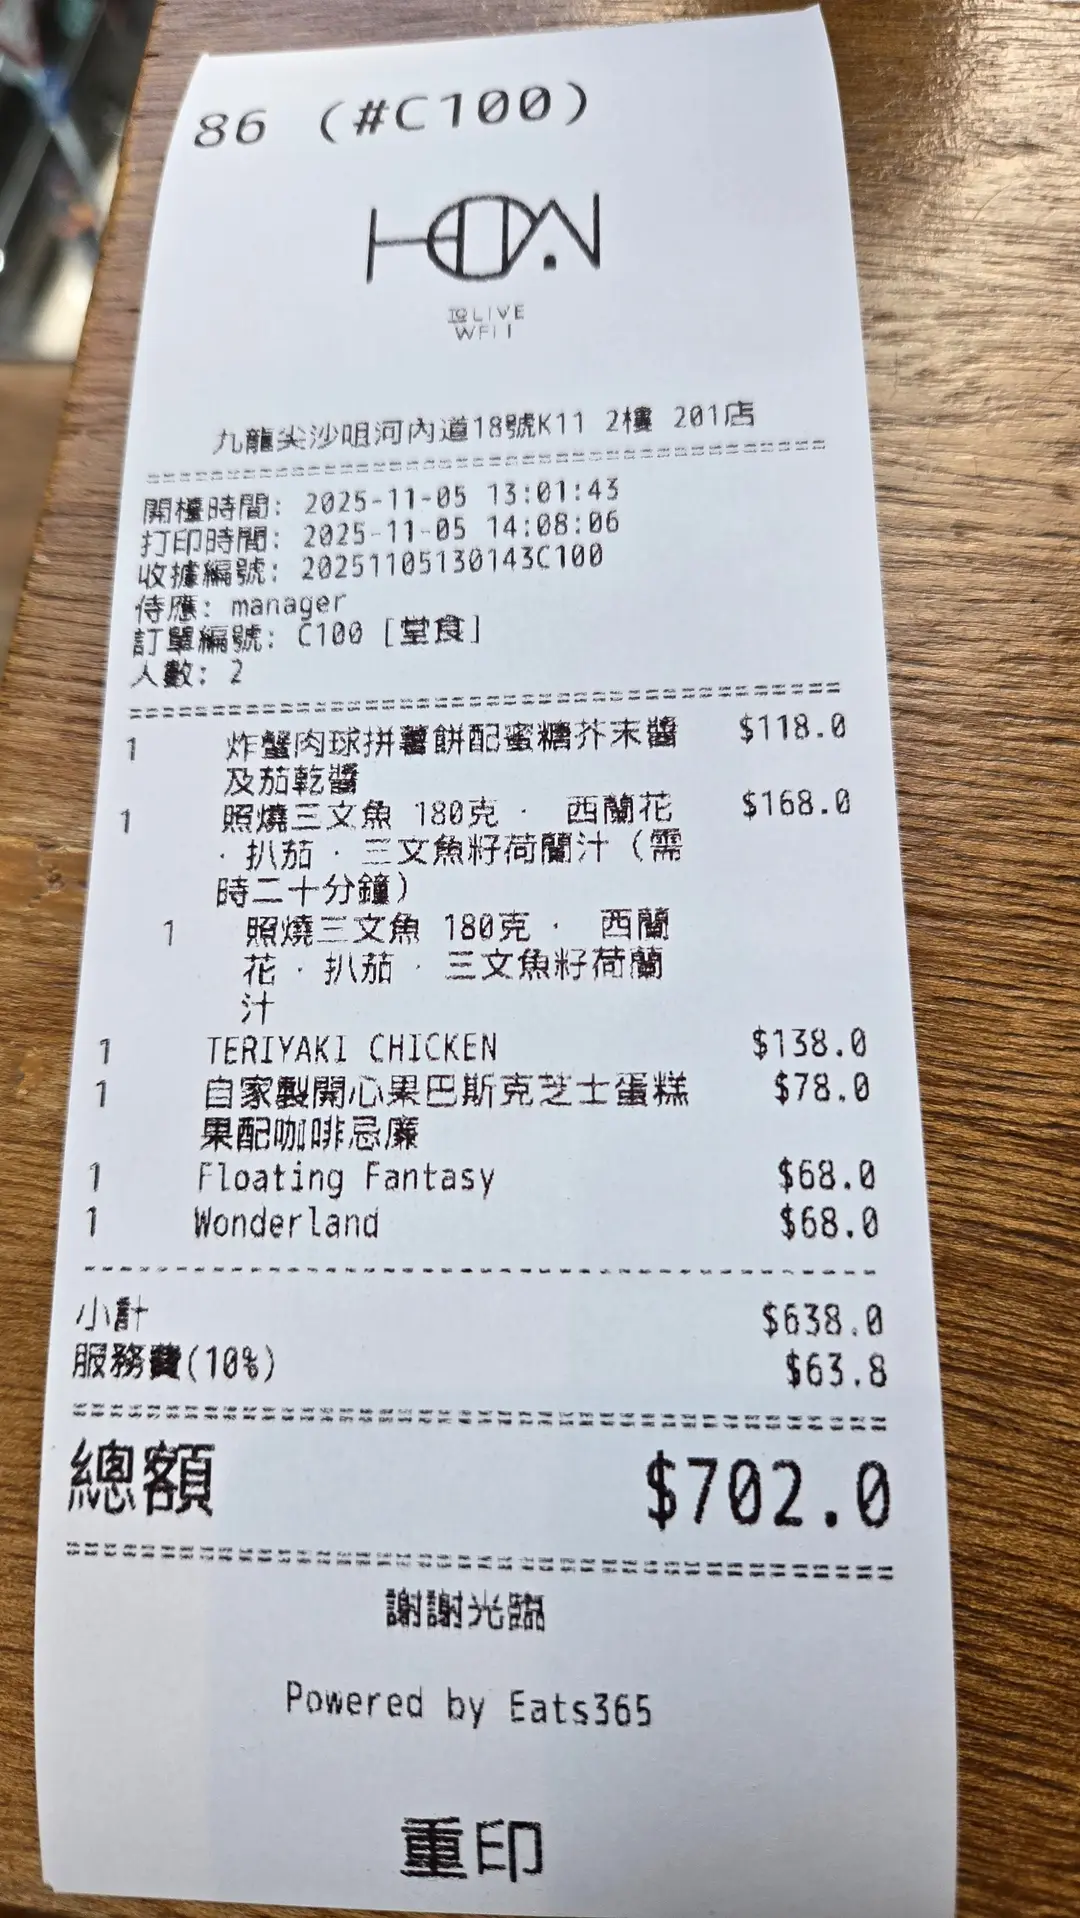 86 (#C100)
HON.
TO LIVE
WELL
九龍尖沙咀河內道18號K11 2樓 201店
開檯時間: 2025-11-05 13:01:43
打印時間: 2025-11-05 14:08:06
收據編號: 20251105130143C100
侍應: manager
訂單編號: C100 [堂食]
人數: 2
1 炸蟹肉球拼薯餅配蜜糖芥末醬 $118.0
及茄乾醬
1 照燒三文魚 180克 · 西蘭花 $168.0
· 扒茄 · 三文魚籽荷蘭汁 (需
時二十分鐘)
1 照燒三文魚 180克 · 西蘭
花 · 扒茄 · 三文魚籽荷蘭
汁
1 TERIYAKI CHICKEN $138.0
1 自家製開心果巴斯克芝士蛋糕 $78.0
果配咖啡忌廉
1 Floating Fantasy $68.0
1 Wonderland $68.0
小計 $638.0
服務費(10%) $63.8
總額 $702.0
謝謝光臨
Powered by Eats365
重印